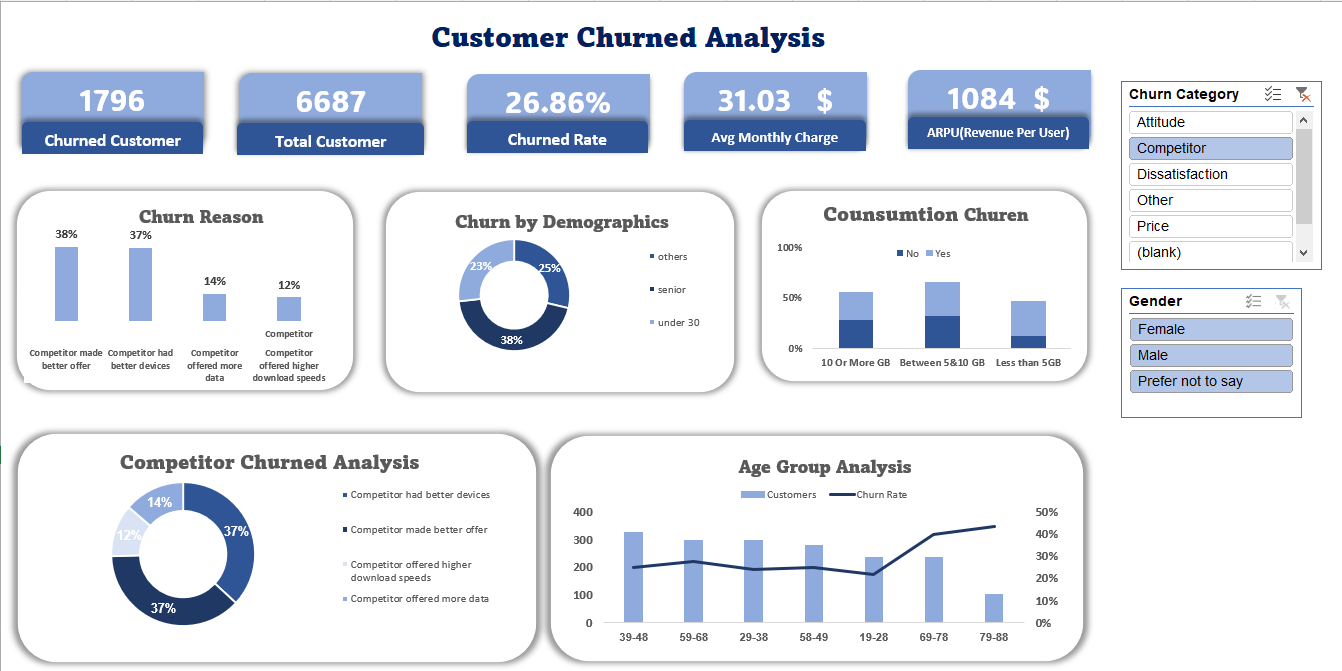 Customer Churned Analysis
1796
Churned Customer
6687
Total Customer
26.86%
Churned Rate
31.03 $
Avg Monthly Charge
1084 $
ARPU(Revenue Per User)
Churn Category
Attitude
Competitor
Dissatisfaction
Other
Price
(blank)
Gender
Female
Male
Prefer not to say
Churn Reason
38%
37%
14%
12%
Competitor
Competitor made
better offer
Competitor had
better devices
Competitor
offered more
data
Competitor
offered higher
download speeds
Churn by Demographics
23%
25%
38%
others
senior
under 30
Counsumtion Churen
No Yes
100%
50%
0%
10 Or More GB Between 5&10 GB Less than 5GB
Competitor Churned Analysis
14%
12%
37%
37%
Competitor had better devices
Competitor made better offer
Competitor offered higher
download speeds
Competitor offered more data
Age Group Analysis
Customers Churn Rate
400
300
200
100
0
50%
40%
30%
20%
10%
0%
39-48 59-68 29-38 58-49 19-28 69-78 79-88